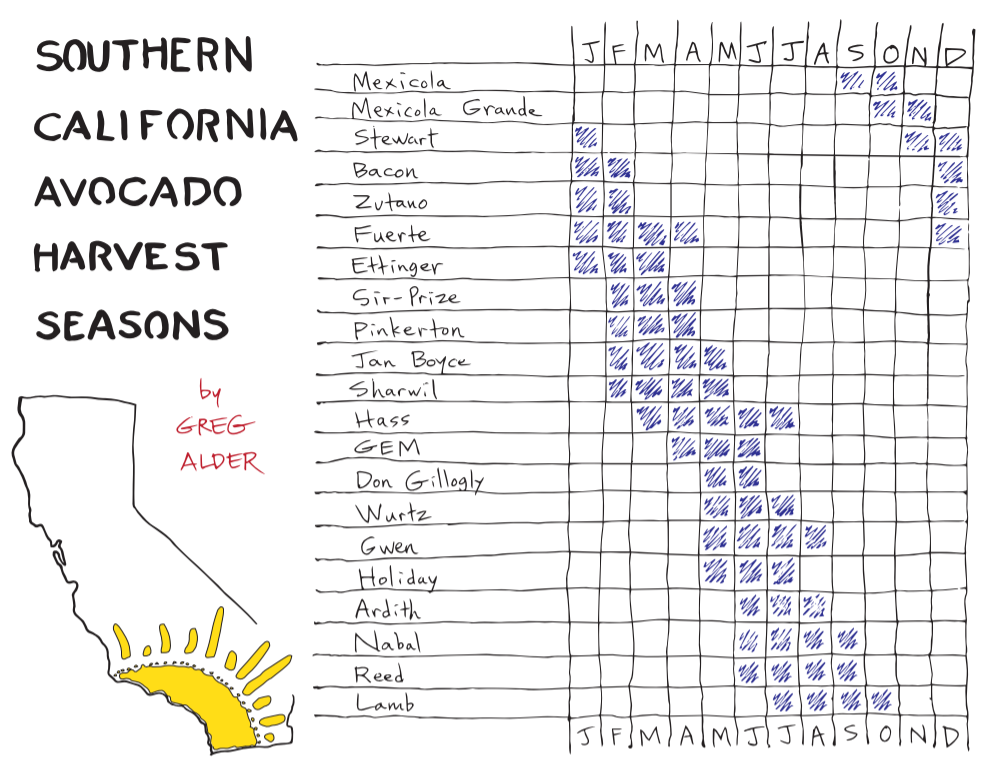 SOUTHERN
CALIFORNIA
AVOCADO
HARVEST
SEASONS
by
GREG
ALDER
J F M A M J J A S O N D
Mexicola
Mexicola Grande
Stewart
Bacon
Zutano
Fuerte
Ettinger
Sir-Prize
Pinkerton
Jan Boyce
Sharwil
Hass
GEM
Don Gillogly
Wurtz
Gwen
Holiday
Ardith
Nabal
Reed
Lamb
J F M A M J J A S O N D